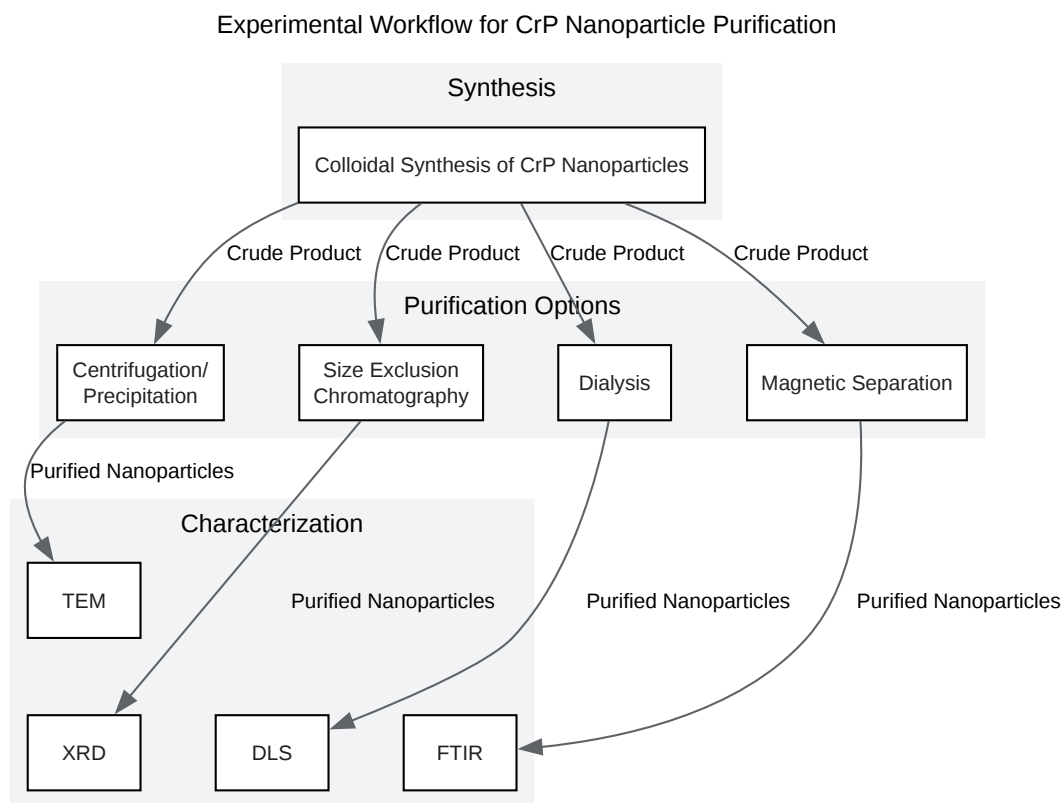 Experimental Workflow for CrP Nanoparticle Purification
Synthesis
Colloidal Synthesis of CrP Nanoparticles
Crude Product
Crude Product
Crude Product
Crude Product
Purification Options
Centrifugation/
Precipitation
Size Exclusion
Chromatography
Dialysis
Magnetic Separation
Purified Nanoparticles
Characterization
TEM
Purified Nanoparticles
Purified Nanoparticles
Purified Nanoparticles
XRD
DLS
FTIR